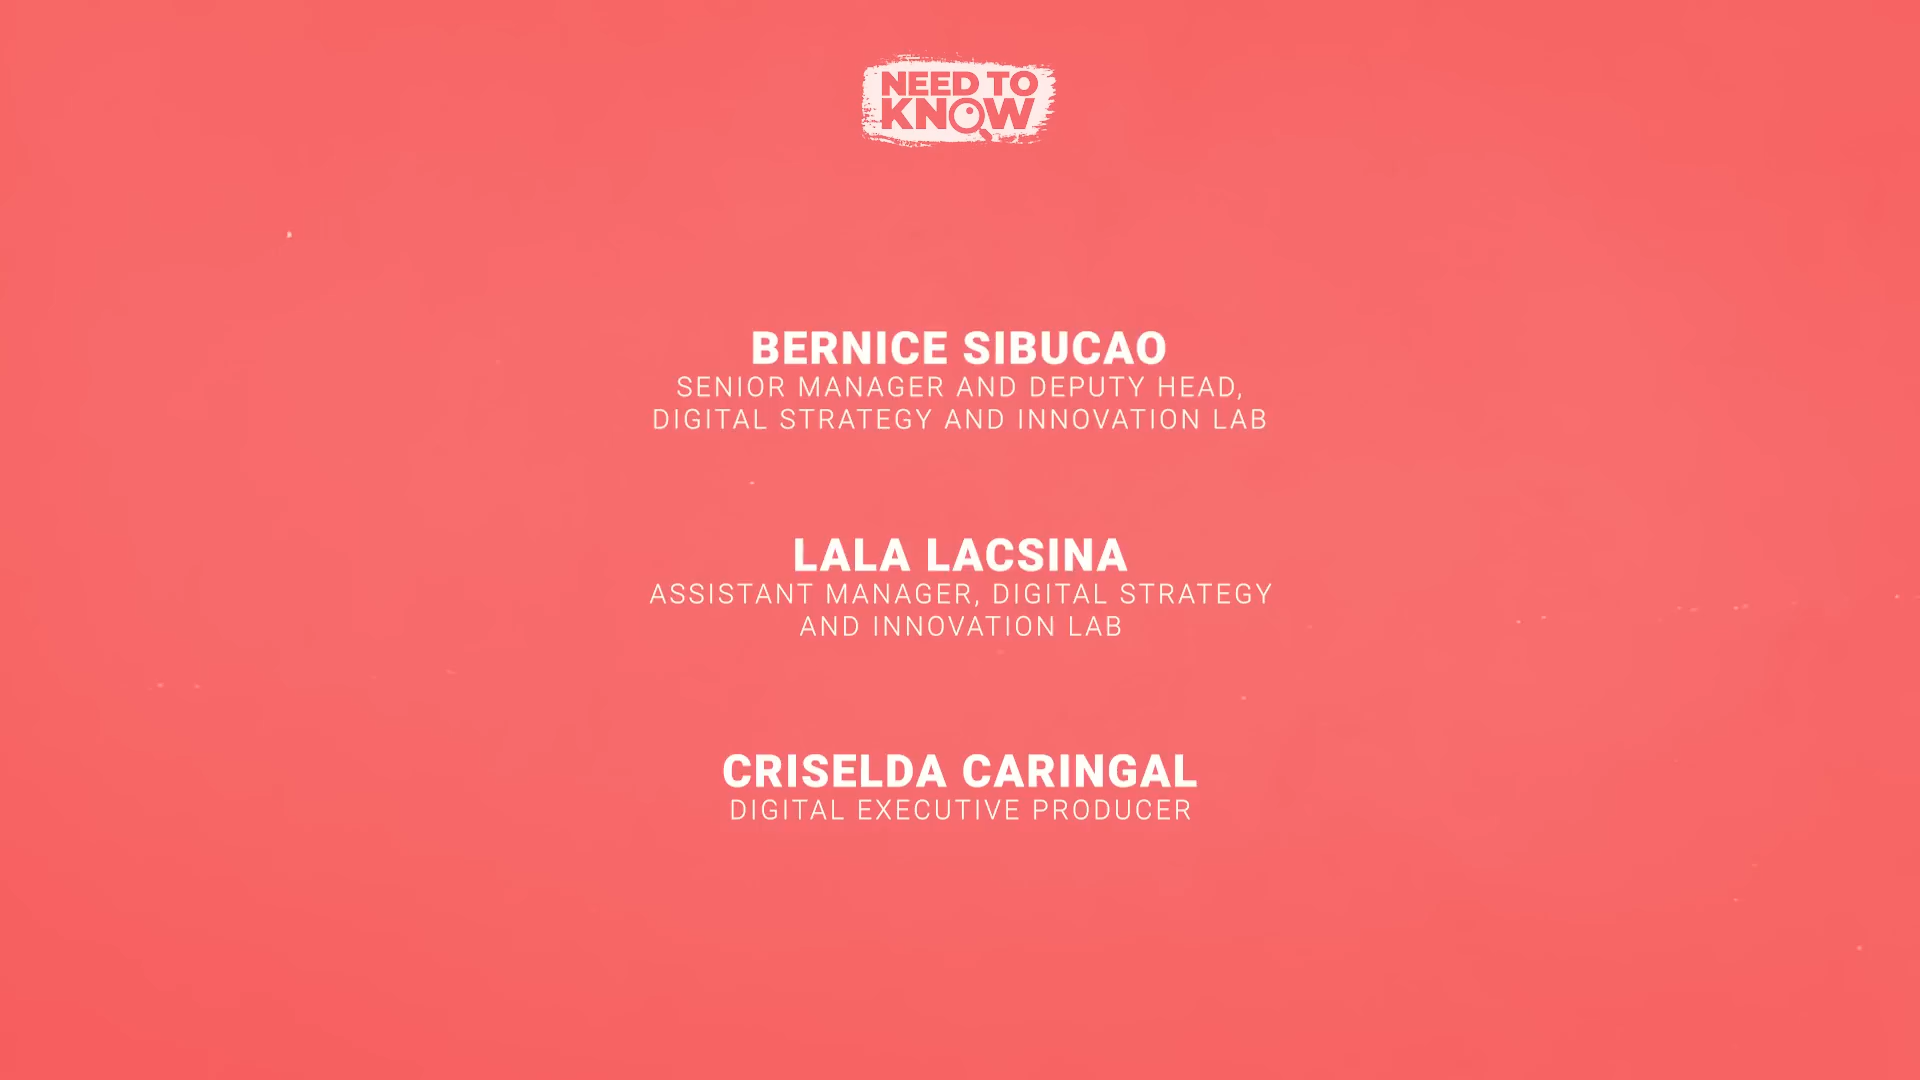 NEED TO
KNOW
BERNICE SIBUCAO
SENIOR MANAGER AND DEPUTY HEAD,
DIGITAL STRATEGY AND INNOVATION LAB
LALA LACSINA
ASSISTANT MANAGER, DIGITAL STRATEGY
AND INNOVATION LAB
CRISELDA CARINGAL
DIGITAL EXECUTIVE PRODUCER